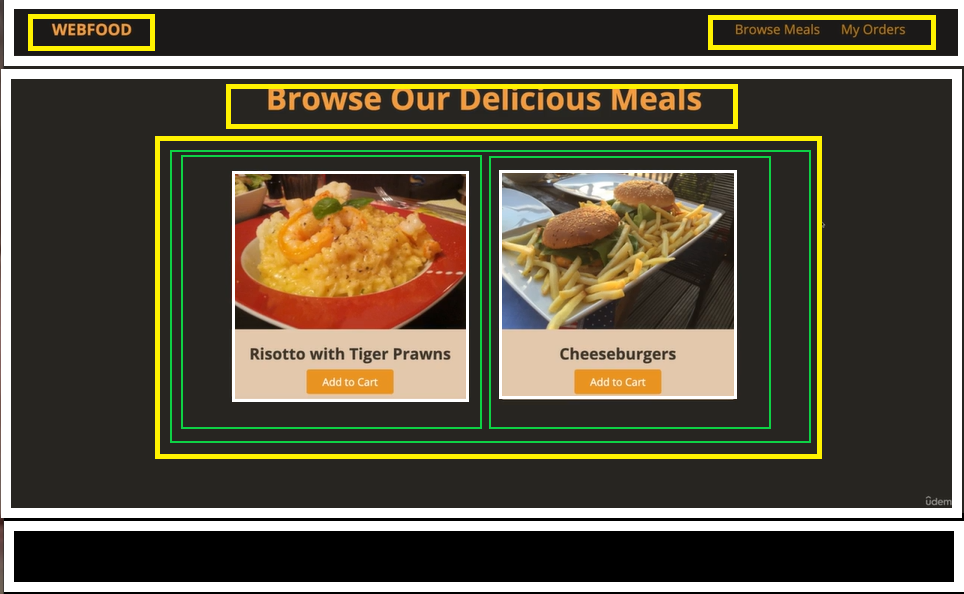 WEBFOOD
Browse Meals My Orders
Browse Our Delicious Meals
Risotto with Tiger Prawns
Add to Cart
Cheeseburgers
Add to Cart
ûdem